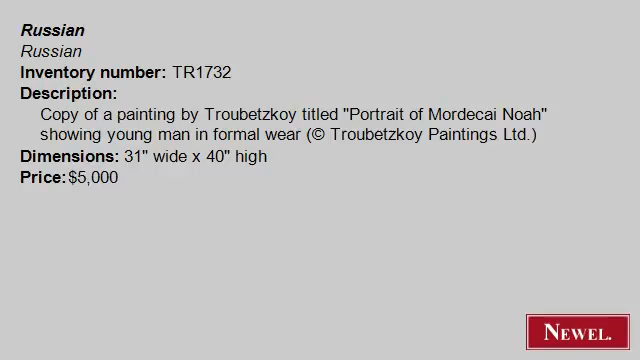 Russian
Russian
Inventory number: TR1732
Description:
Copy of a painting by Troubetzkoy titled "Portrait of Mordecai Noah"
showing young man in formal wear (© Troubetzkoy Paintings Ltd.)
Dimensions: 31" wide x 40" high
Price:$5,000
NEWEL.